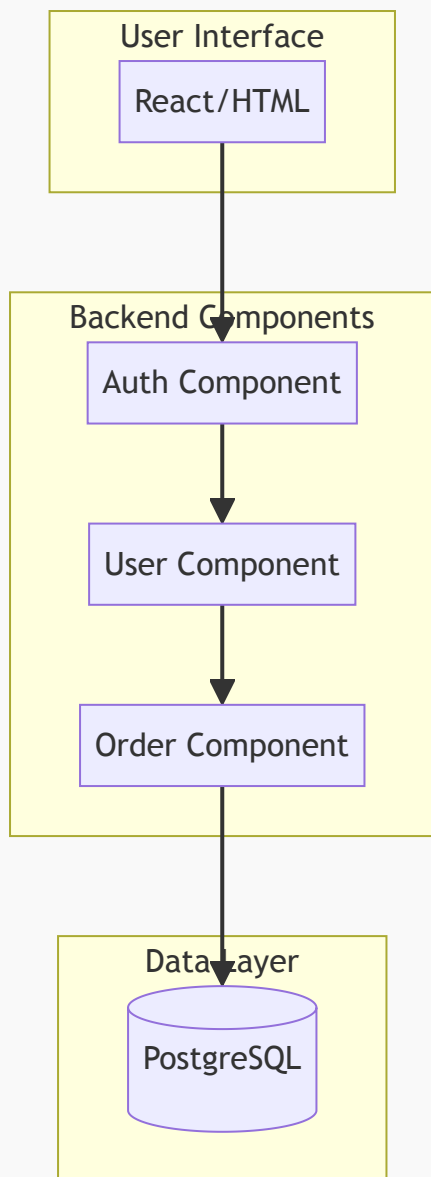 User Interface
React/HTML
Backend Components
Auth Component
User Component
Order Component
Data Layer
PostgreSQL